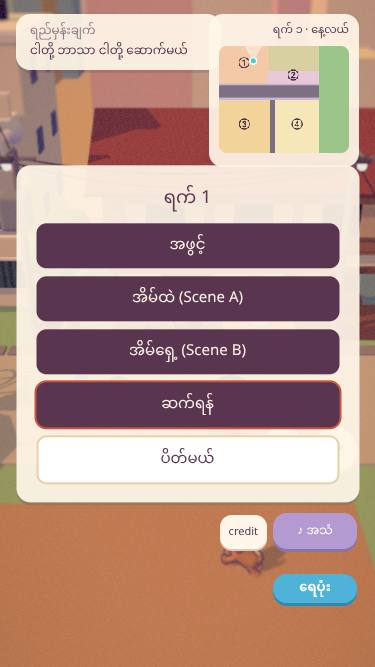 ရည်မှန်းချက်
ငါတို့ ဘာသာ ငါတို့ ဆောက်မယ်
ရက် ၁ · နေ့လယ်
①
②
③
④
ရက် 1
အဖွင့်
အိမ်ထဲ (Scene A)
အိမ်ရှေ့ (Scene B)
ဆက်ရန်
ပိတ်မယ်
credit
♪ အသံ
ရေပုံး